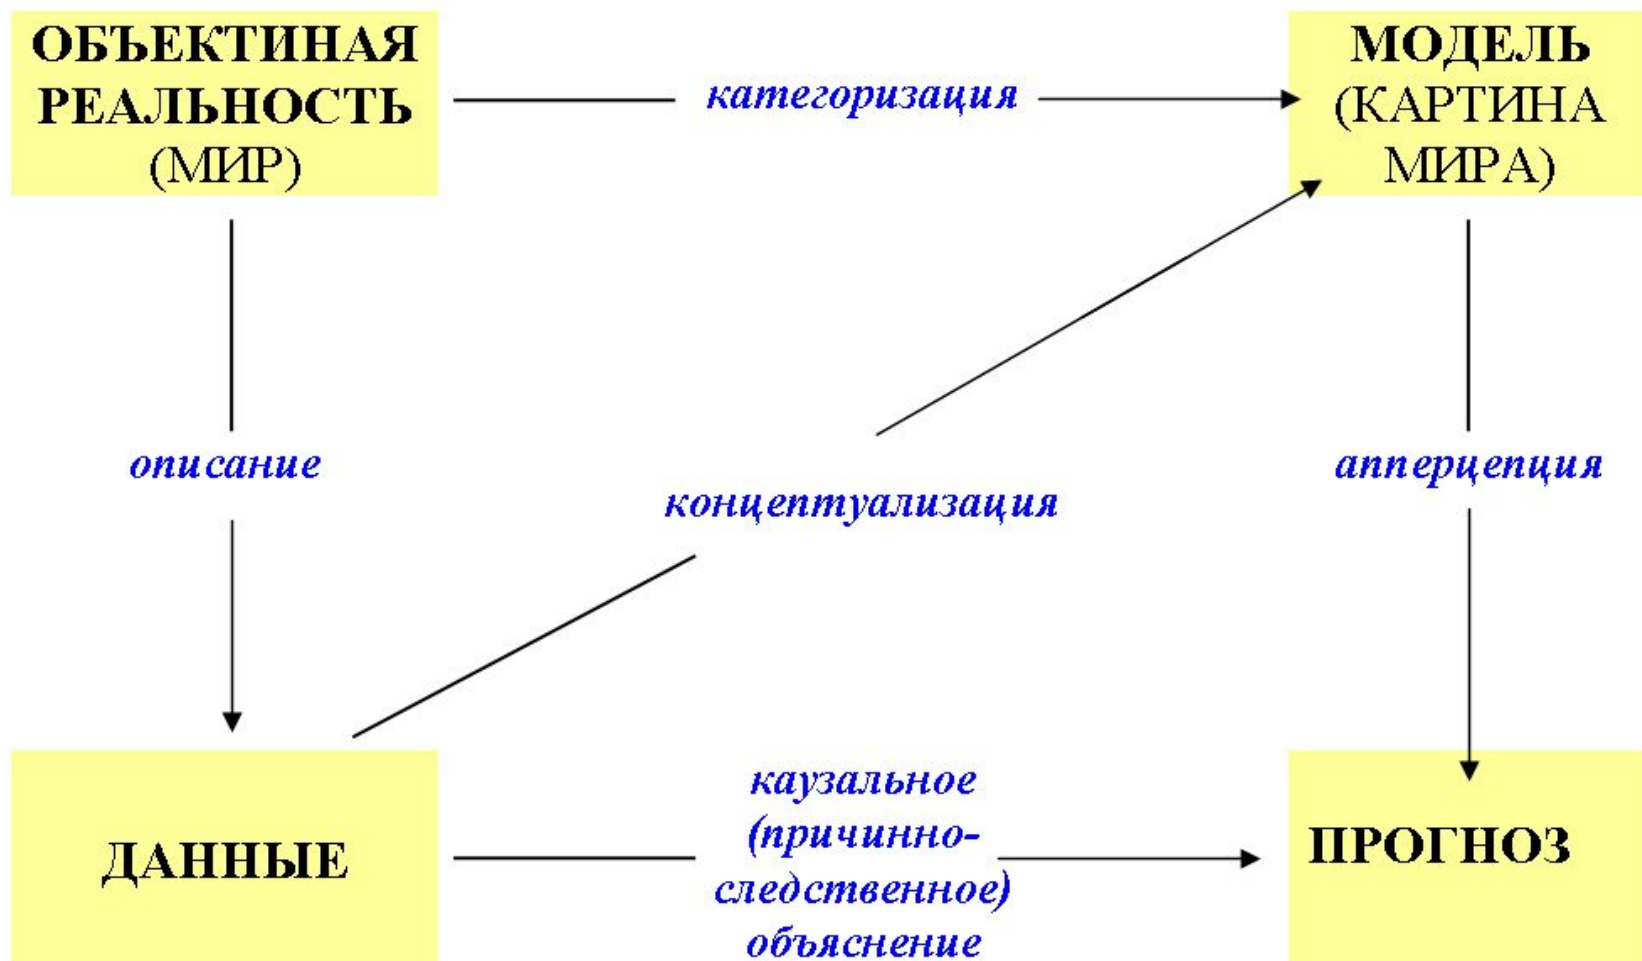 ОБЪЕКТИНАЯ
РЕАЛЬНОСТЬ
(МИР)
категоризация
МОДЕЛЬ
(КАРТИНА
МИРА)
описание
концептуализация
апперцепция
ДАННЫЕ
каузальное
(причинно-
следственное)
объяснение
ПРОГНОЗ